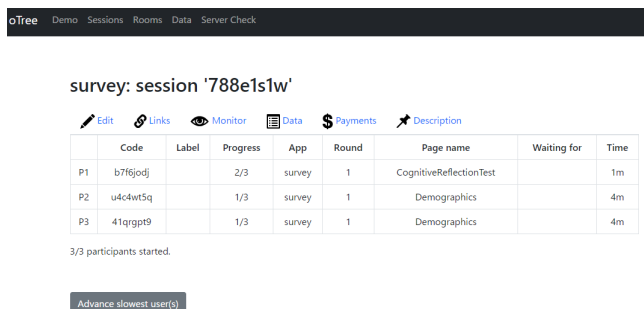 oTree Demo Sessions Rooms Data Server Check
survey: session '788e1s1w'
Edit Links Monitor Data Payments Description
Code Label Progress App Round Page name Waiting for Time
P1 b7f6jodj 2/3 survey 1 CognitiveReflectionTest 1m
P2 u4c4wt5q 1/3 survey 1 Demographics 4m
P3 41qrgpt9 1/3 survey 1 Demographics 4m
3/3 participants started.
Advance slowest user(s)